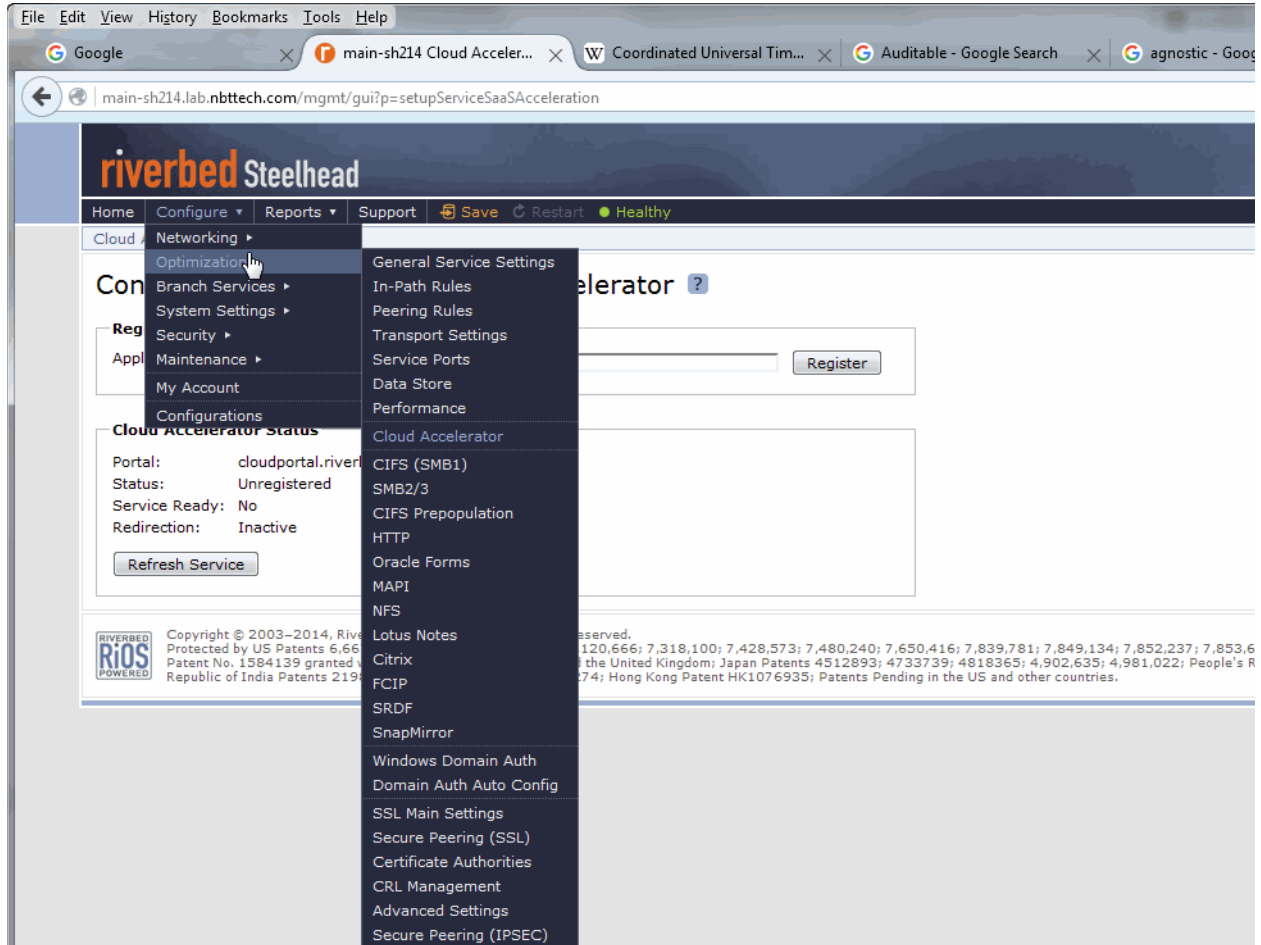 File Edit View History Bookmarks Tools Help
Google
main-sh214 Cloud Acceler...
W Coordinated Universal Tim...
Auditable - Google Search
agnostic - Goog
main-sh214.lab.nbttech.com/mgmt/gui?p=setupServiceSaaSAcceleration
riverbed Steelhead
Home Configure Reports Support Save Restart Healthy
Cloud A
Networking
Optimization
Branch Services
System Settings
Security
Maintenance
My Account
Configurations
General Service Settings
In-Path Rules
Peering Rules
Transport Settings
Service Ports
Data Store
Performance
Cloud Accelerator
CIFS (SMB1)
SMB2/3
CIFS Prepopulation
HTTP
Oracle Forms
MAPI
NFS
Lotus Notes
Citrix
FCIP
SRDF
SnapMirror
Windows Domain Auth
Domain Auth Auto Config
SSL Main Settings
Secure Peering (SSL)
Certificate Authorities
CRL Management
Advanced Settings
Secure Peering (IPSEC)
Con elerator ?
Reg
Appl Register
Cloud Accelerator Status
Portal: cloudportal.riverl
Status: Unregistered
Service Ready: No
Redirection: Inactive
Refresh Service
RIVERBED
RiOS
POWERED
Copyright © 2003–2014, Rive eserved.
Protected by US Patents 6,66 120,666; 7,318,100; 7,428,573; 7,480,240; 7,650,416; 7,839,781; 7,849,134; 7,852,237; 7,853,6
Patent No. 1584139 granted the United Kingdom; Japan Patents 4512893; 4733739; 4818365; 4,902,635; 4,981,022; People's R
Republic of India Patents 219 74; Hong Kong Patent HK1076935; Patents Pending in the US and other countries.